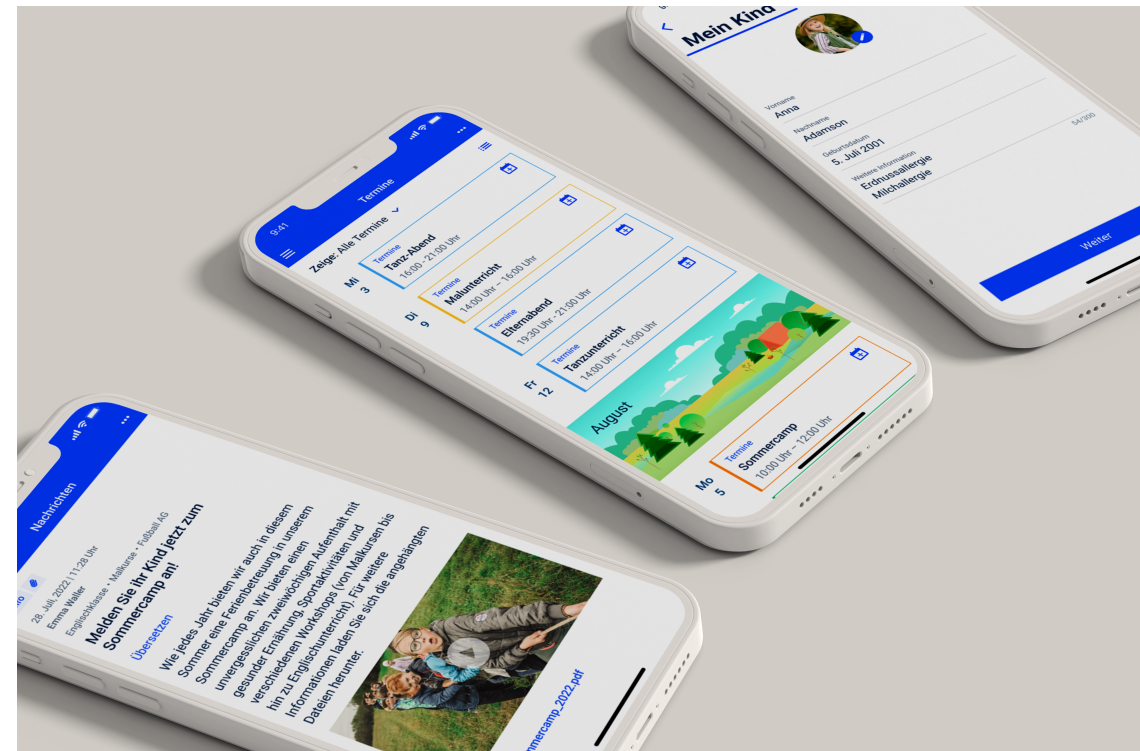 Nachrichten
28. Juli, 2022 | 11:28 Uhr
Emma Waller
Englischklasse • Malkurse • Fußball AG
Melden Sie ihr Kind jetzt zum
Sommercamp an!
Übersetzen
Wie jedes Jahr bieten wir auch in diesem
Sommer eine Ferienbetreuung in unserem
Sommercamp an. Wir bieten einen
unvergesslichen zweiwöchigen Aufenthalt mit
gesunder Ernährung, Sportaktivitäten und
verschiedenen Workshops (von Malkursen bis
hin zu Englischunterricht). Für weitere
Informationen laden Sie sich die angehängten
Dateien herunter.
mmercamp_2022.pdf
9:41
Termine
Zeige: Alle Termine
Mi
3
Termine
Tanz-Abend
16:00 - 21:00 Uhr
Di
9
Termine
Malunterricht
14:00 Uhr – 16:00 Uhr
Termine
Elternabend
19:30 Uhr - 21:00 Uhr
Fr
12
Termine
Tanzunterricht
14:00 Uhr – 16:00 Uhr
August
Mo
5
Termine
Sommercamp
10:00 Uhr – 12:00 Uhr
Mein Kind
Vorname
Anna
Nachname
Adamson
Geburtsdatum
5. Juli 2001
Weitere Information
54/300
Erdnussallergie
Milchallergie
Weiter